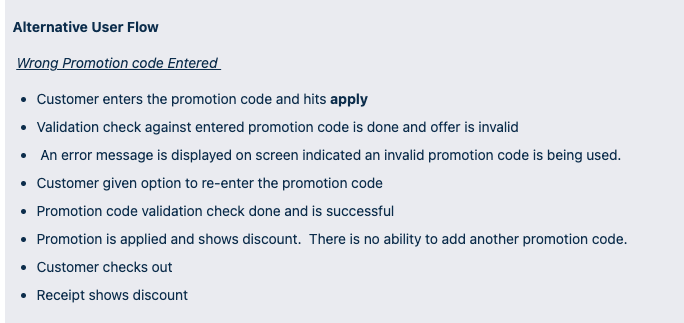 Alternative User Flow
Wrong Promotion code Entered
• Customer enters the promotion code and hits apply
• Validation check against entered promotion code is done and offer is invalid
• An error message is displayed on screen indicated an invalid promotion code is being used.
• Customer given option to re-enter the promotion code
• Promotion code validation check done and is successful
• Promotion is applied and shows discount.  There is no ability to add another promotion code.
• Customer checks out
• Receipt shows discount